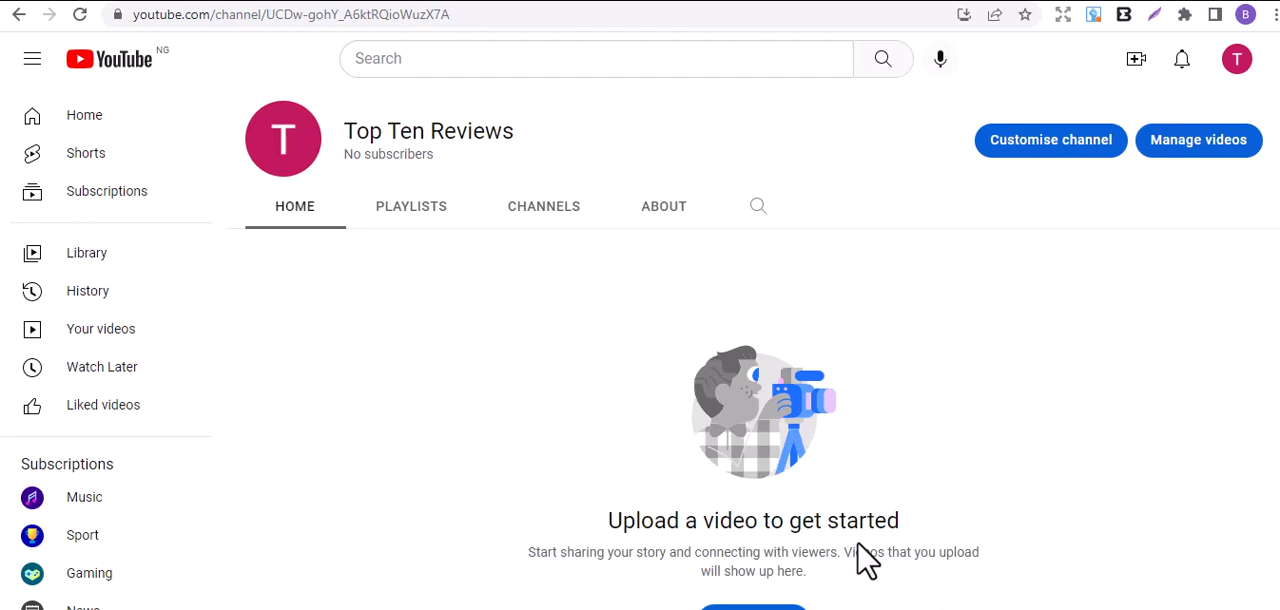 youtube.com/channel/UCDw-gohY_A6ktRQioWuzX7A
B
YouTube NG
Search
T
T
Top Ten Reviews
No subscribers
Customise channel
Manage videos
HOME
PLAYLISTS
CHANNELS
ABOUT
Home
Shorts
Subscriptions
Library
History
Your videos
Watch Later
Liked videos
Subscriptions
Music
Sport
Gaming
Upload a video to get started
Start sharing your story and connecting with viewers. Videos that you upload
will show up here.